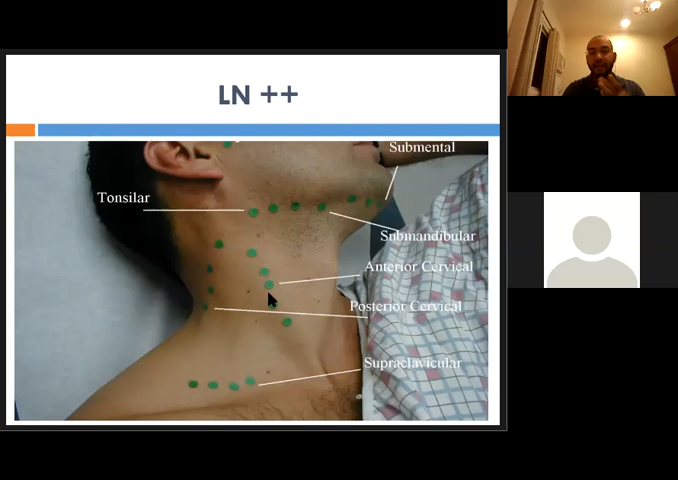 LN ++
Submental
Tonsilar
Submandibular
Anterior Cervical
Posterior Cervical
Supraclavicular